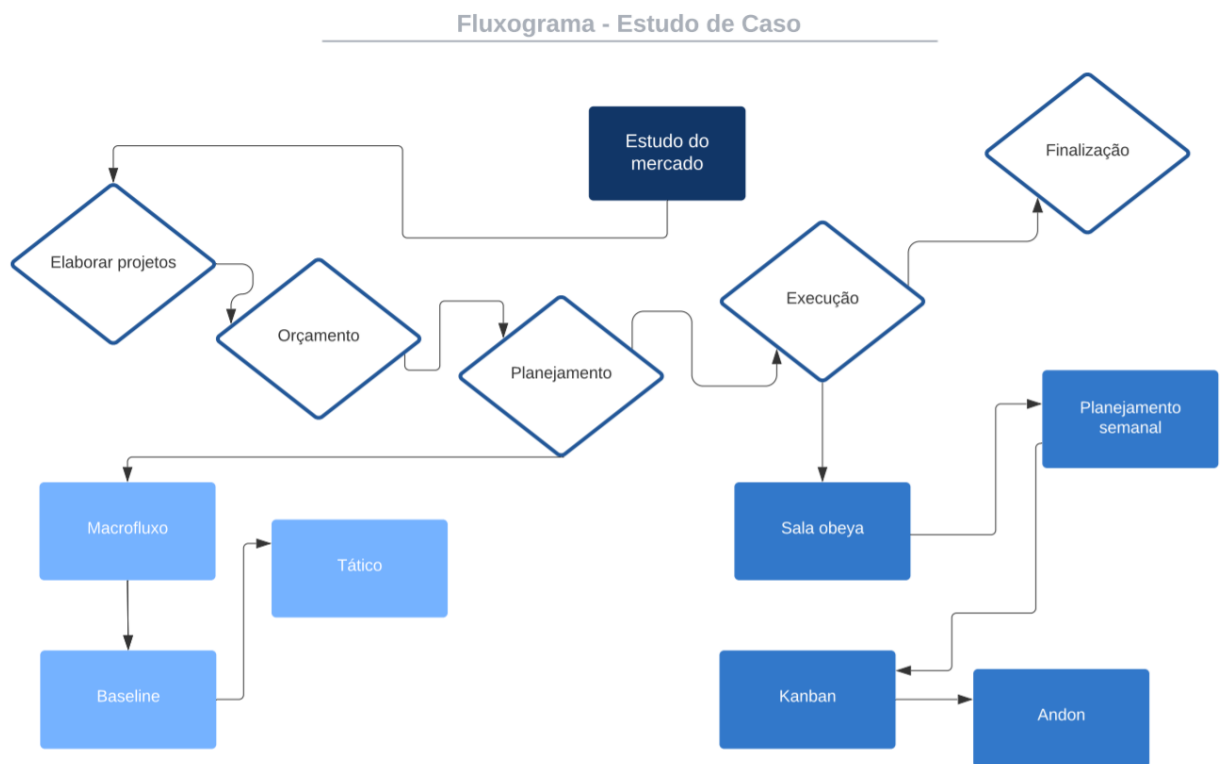 Fluxograma - Estudo de Caso
Estudo do
mercado
Finalização
Elaborar projetos
Orçamento
Planejamento
Execução
Planejamento
semanal
Macrofluxo
Tático
Sala obeya
Baseline
Kanban
Andon